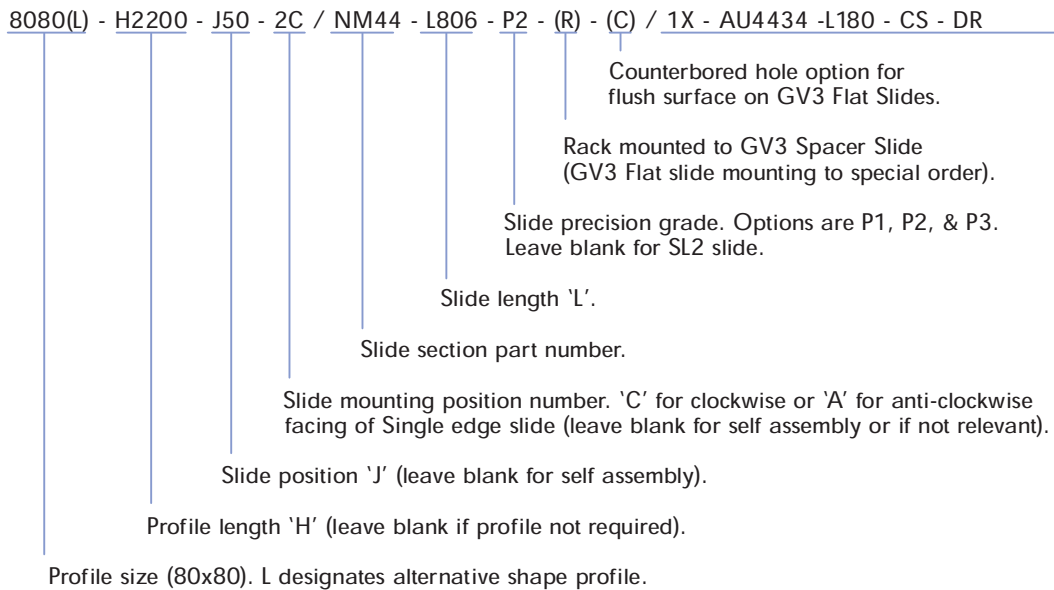 8080(L) - H2200 - J50 - 2C / NM44 - L806 - P2 - (R) - (C) / 1X - AU4434 -L180 - CS - DR
Counterbored hole option for
flush surface on GV3 Flat Slides.
Rack mounted to GV3 Spacer Slide
(GV3 Flat slide mounting to special order).
Slide precision grade. Options are P1, P2, & P3.
Leave blank for SL2 slide.
Slide length ‵L′.
Slide section part number.
Slide mounting position number. ‵C′ for clockwise or ‵A′ for anti-clockwise
facing of Single edge slide (leave blank for self assembly or if not relevant).
Slide position ‵J′ (leave blank for self assembly).
Profile length ‵H′ (leave blank if profile not required).
Profile size (80x80). L designates alternative shape profile.